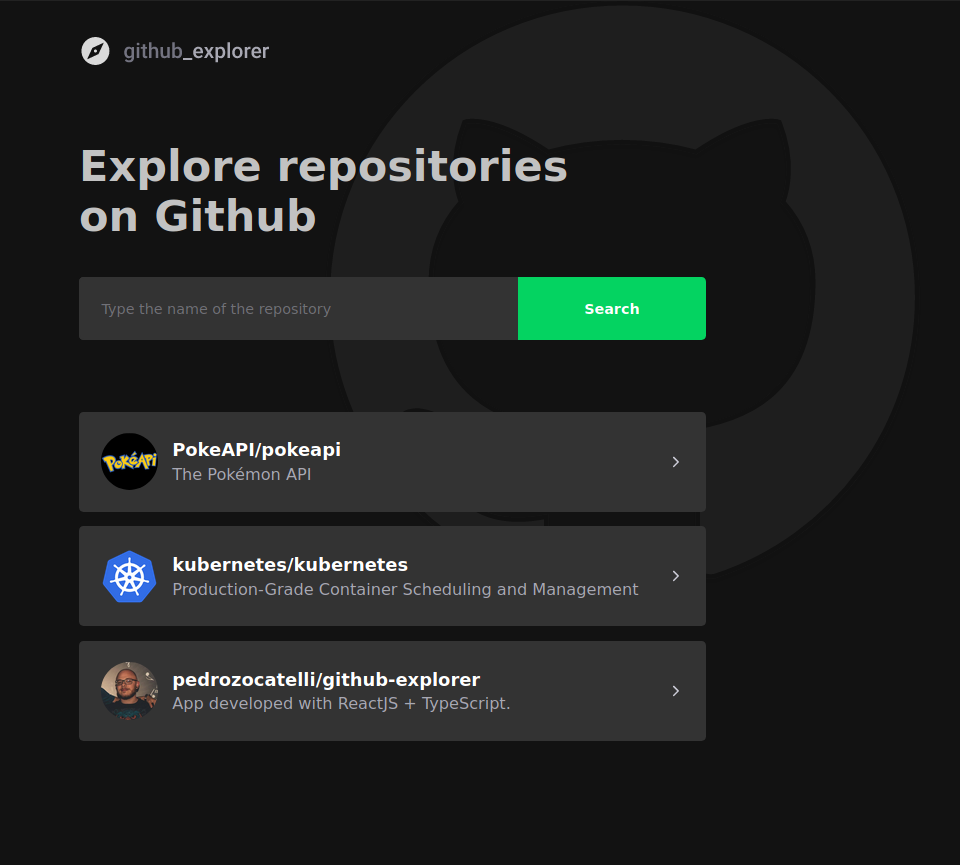 github_explorer
Explore repositories
on Github
Type the name of the repository
Search
PokéAPi
PokeAPI/pokeapi
The Pokémon API
kubernetes/kubernetes
Production-Grade Container Scheduling and Management
pedrozocatelli/github-explorer
App developed with ReactJS + TypeScript.